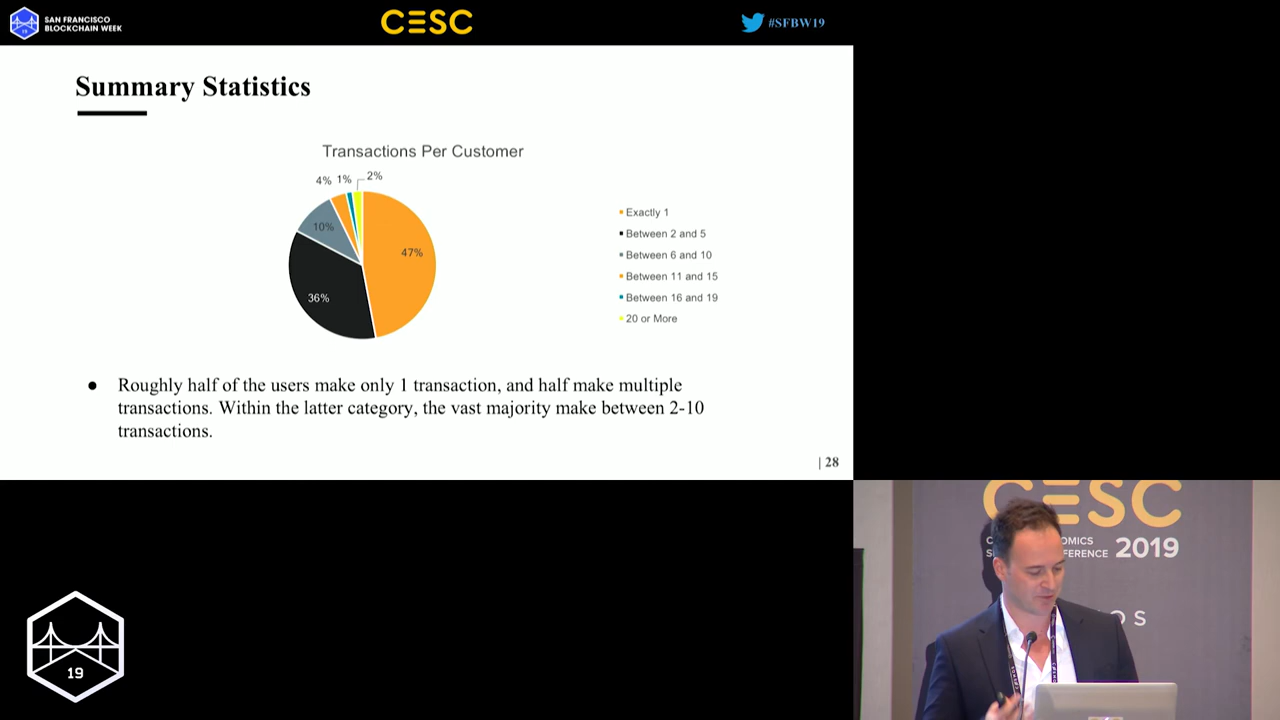 SAN FRANCISCO
BLOCKCHAIN WEEK
19
CESC
#SFBW19
Summary Statistics
Transactions Per Customer
4% 1% 2%
10%
47%
36%
Exactly 1
Between 2 and 5
Between 6 and 10
Between 11 and 15
Between 16 and 19
20 or More
● Roughly half of the users make only 1 transaction, and half make multiple
transactions. Within the latter category, the vast majority make between 2-10
transactions.
| 28
CESC
OMICS
FERENCE 2019
O S
19